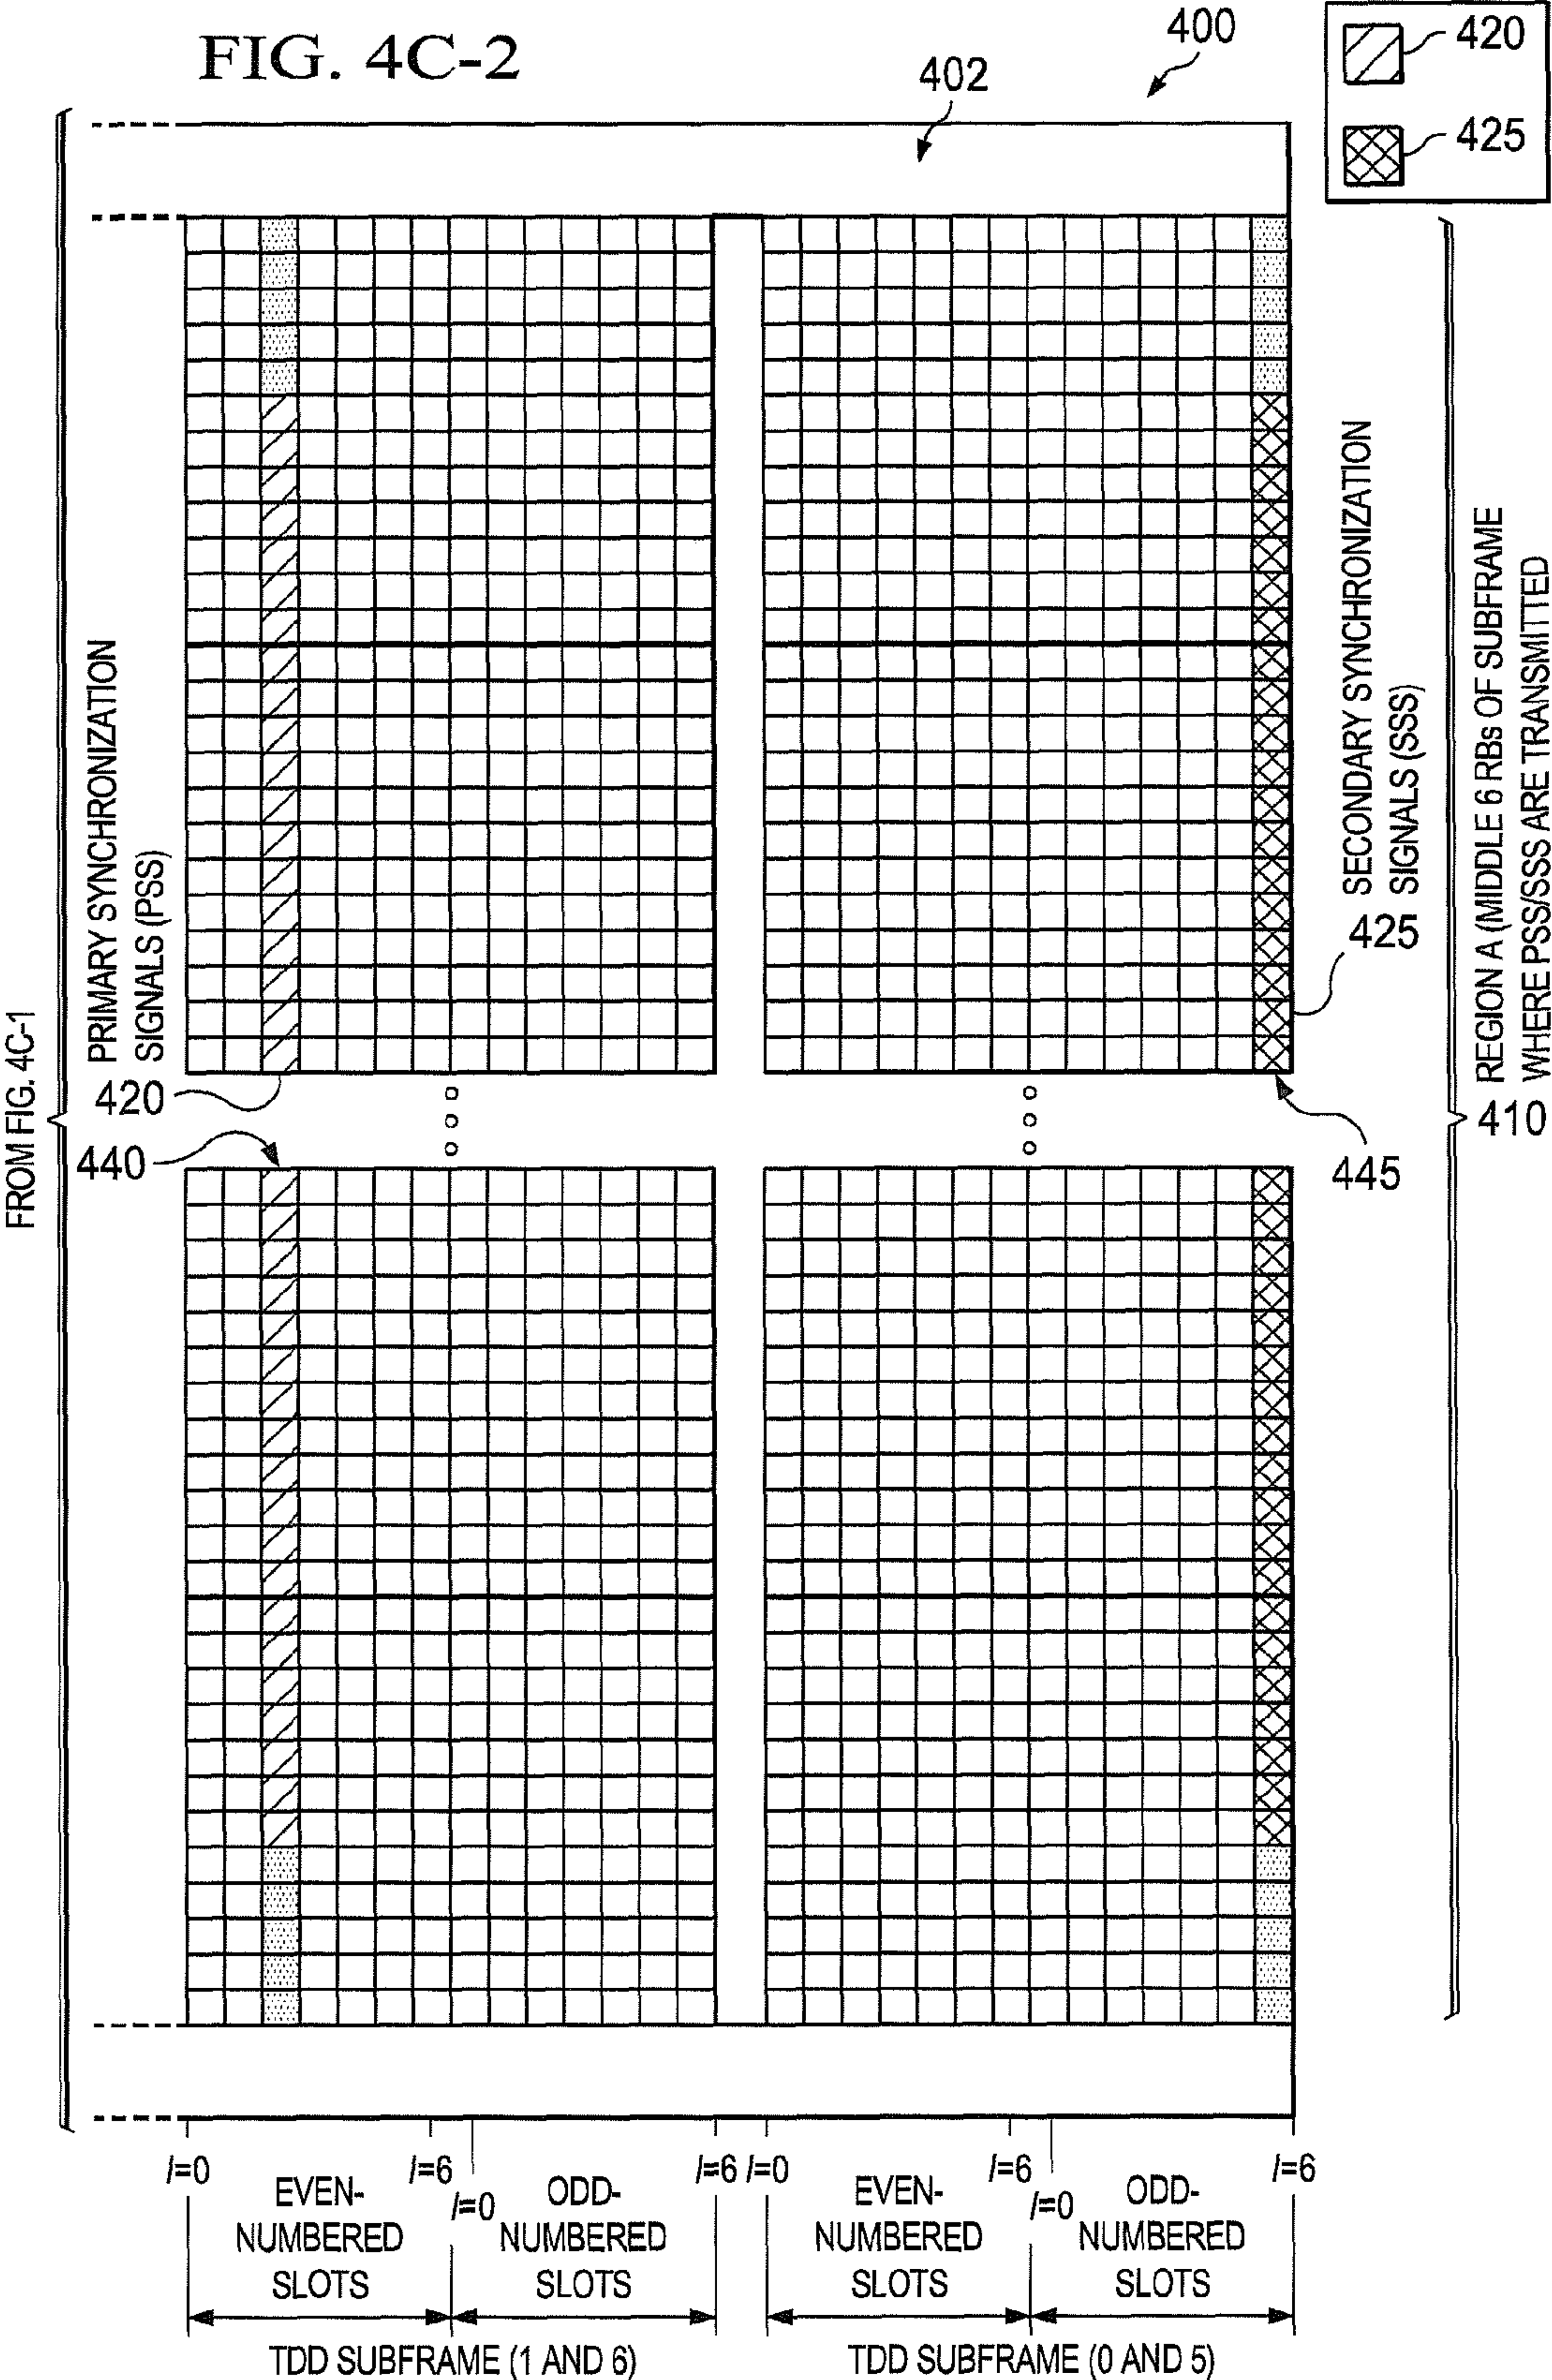 FIG. 4C-2
400
402
420
425
FROM FIG. 4C-1
PRIMARY SYNCHRONIZATION
SIGNALS (PSS)
420
440
SECONDARY SYNCHRONIZATION
SIGNALS (SSS)
425
445
REGION A (MIDDLE 6 RBs OF SUBFRAME
WHERE PSS/SSS ARE TRANSMITTED
410
l=0 l=6 l=6 l=0 l=6 l=6
l=0 l=0
EVEN-
NUMBERED
SLOTS
ODD-
NUMBERED
SLOTS
EVEN-
NUMBERED
SLOTS
ODD-
NUMBERED
SLOTS
TDD SUBFRAME (1 AND 6)
TDD SUBFRAME (0 AND 5)